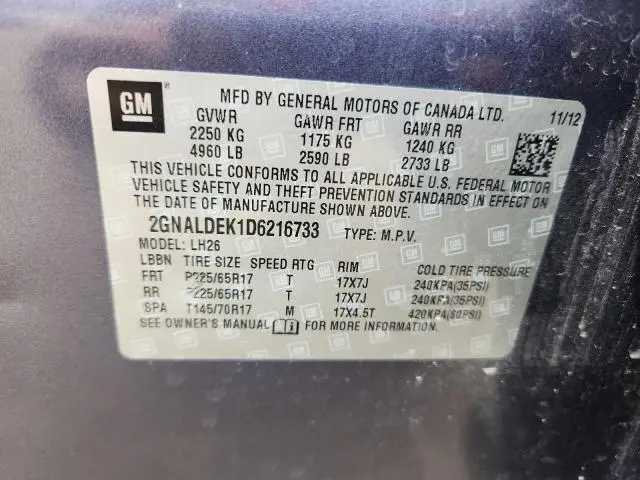 GM
MFD BY GENERAL MOTORS OF CANADA LTD. 11/12
GVWR GAWR FRT GAWR RR
2250 KG 1175 KG 1240 KG
4960 LB 2590 LB 2733 LB
THIS VEHICLE CONFORMS TO ALL APPLICABLE U.S. FEDERAL MOTOR
VEHICLE SAFETY AND THEFT PREVENTION STANDARDS IN EFFECT ON
THE DATE OF MANUFACTURE SHOWN ABOVE.
2GNALDEK1D6216733 TYPE: M.P.V.
MODEL: LH26
LBBN TIRE SIZE SPEED RTG RIM COLD TIRE PRESSURE
FRT P225/65R17 T 17X7J 240KPA(35PSI)
RR P225/65R17 T 17X7J 240KPA(35PSI)
SPA T145/70R17 M 17X4.5T 420KPA(60PSI)
SEE OWNER'S MANUAL FOR MORE INFORMATION.